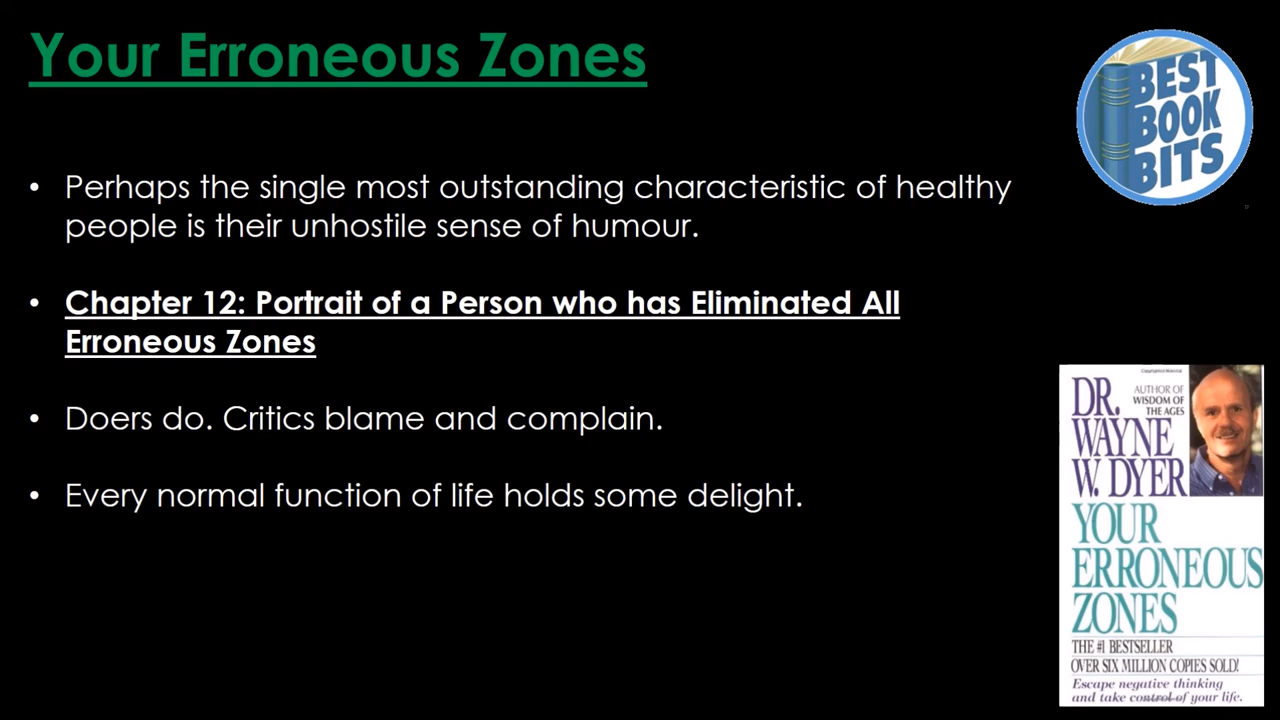 Your Erroneous Zones
BEST
BOOK
BITS
• Perhaps the single most outstanding characteristic of healthy
people is their unhostile sense of humour.
• Chapter 12: Portrait of a Person who has Eliminated All
Erroneous Zones
• Doers do. Critics blame and complain.
• Every normal function of life holds some delight.
Copyrighted Material
DR.
WAYNE
W. DYER
AUTHOR OF
WISDOM OF
THE AGES
YOUR
ERRONEOUS
ZONES
THE #1 BESTSELLER
OVER SIX MILLION COPIES SOLD!
Escape negative thinking
and take control of your life.